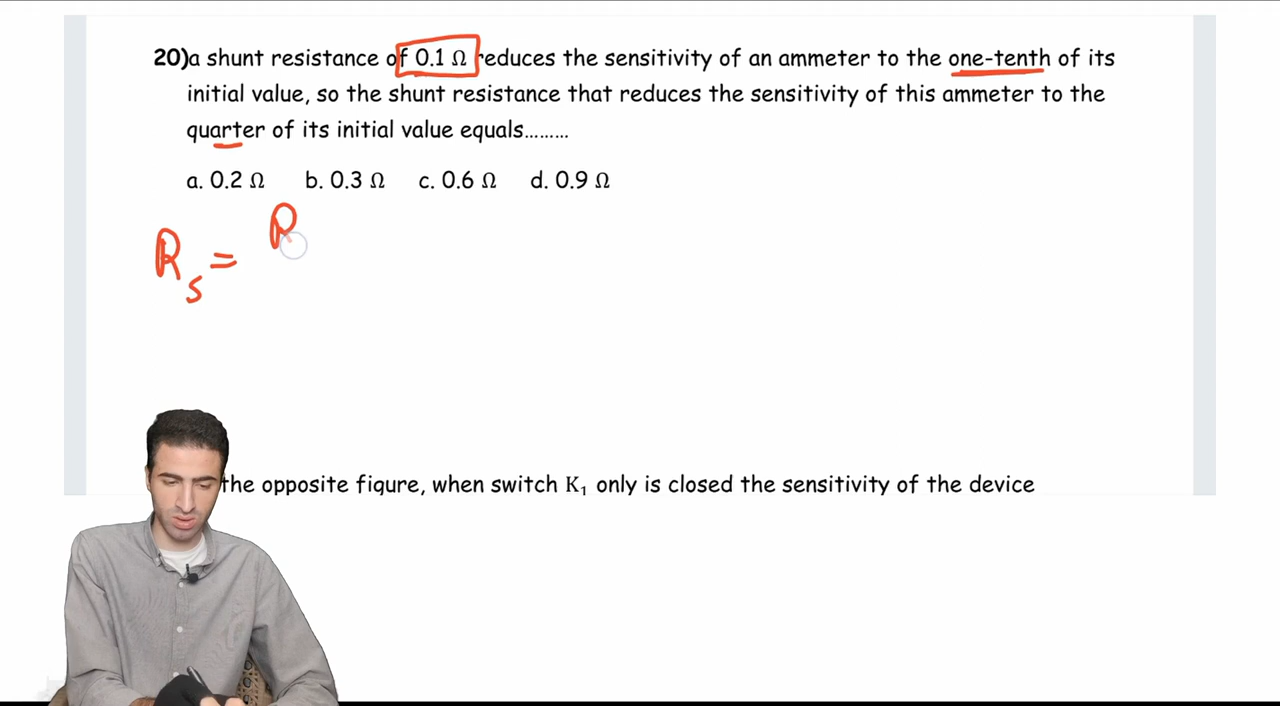 20)a shunt resistance of 0.1 Ω reduces the sensitivity of an ammeter to the one-tenth of its
initial value, so the shunt resistance that reduces the sensitivity of this ammeter to the
quarter of its initial value equals.........
a. 0.2 Ω b. 0.3 Ω c. 0.6 Ω d. 0.9 Ω
R
R_s =
the opposite figure, when switch K₁ only is closed the sensitivity of the device